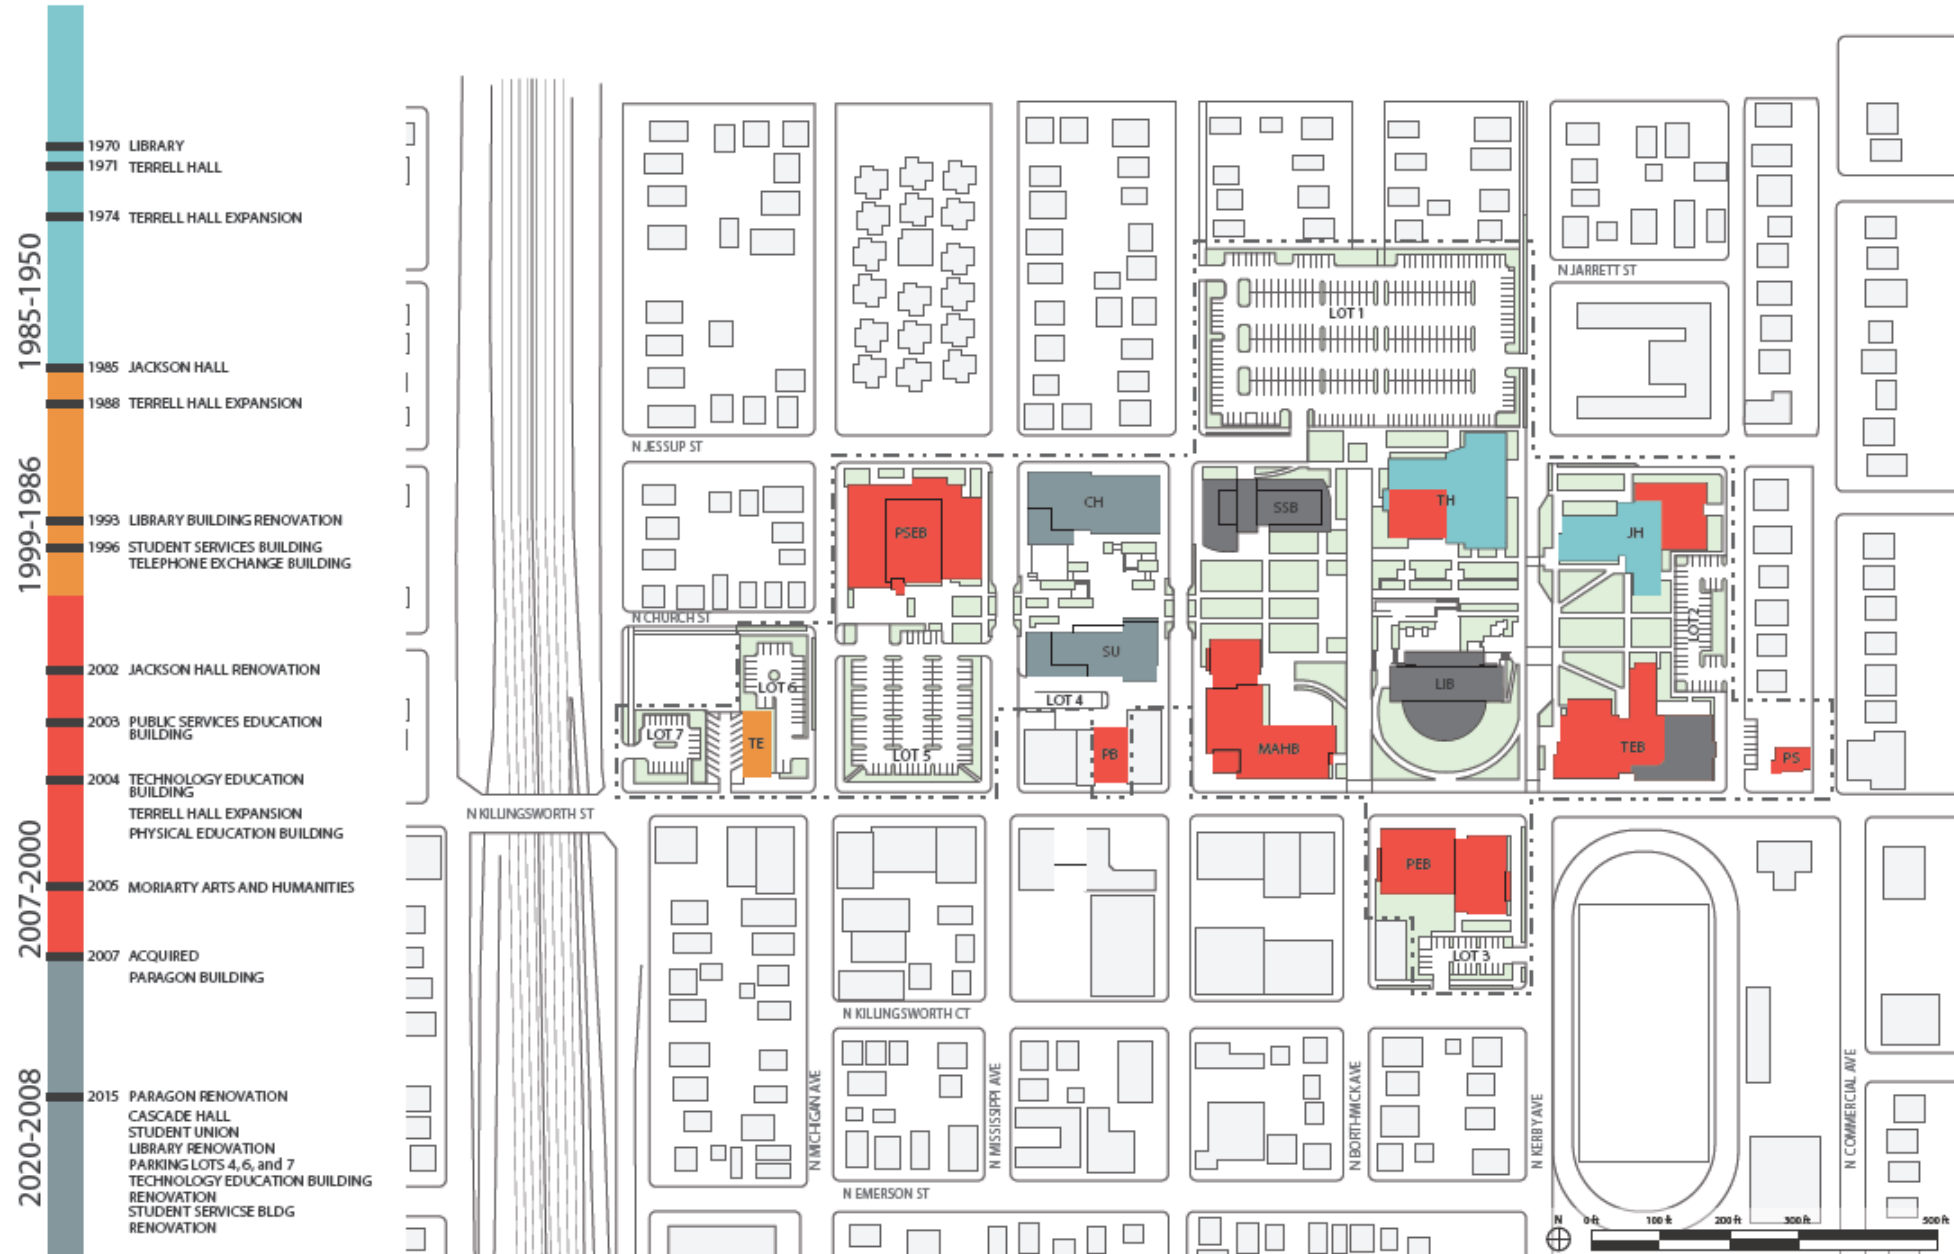 1985-1950
1999-1986
2007-2000
2020-2008
1970 LIBRARY
1971 TERRELL HALL
1974 TERRELL HALL EXPANSION
1985 JACKSON HALL
1988 TERRELL HALL EXPANSION
1993 LIBRARY BUILDING RENOVATION
1996 STUDENT SERVICES BUILDING
TELEPHONE EXCHANGE BUILDING
2002 JACKSON HALL RENOVATION
2003 PUBLIC SERVICES EDUCATION
BUILDING
2004 TECHNOLOGY EDUCATION
BUILDING
TERRELL HALL EXPANSION
PHYSICAL EDUCATION BUILDING
2005 MORIARTY ARTS AND HUMANITIES
2007 ACQUIRED
PARAGON BUILDING
2015 PARAGON RENOVATION
CASCADE HALL
STUDENT UNION
LIBRARY RENOVATION
PARKING LOTS 4, 6, and 7
TECHNOLOGY EDUCATION BUILDING
RENOVATION
STUDENT SERVICSE BLDG
RENOVATION
N JARRETT ST
LOT 1
N JESSUP ST
CH
SSB
TH
PSEB
JH
N CHURCH ST
LOT 2
SU
LOT 6
LIB
LOT 4
LOT 7
TE
LOT 5
PB
MAHB
TEB
PS
N KILLINGSWORTH ST
PEB
LOT 3
N KILLINGSWORTH CT
N MICHIGAN AVE
N MISSISSIPPI AVE
N BORTHWICK AVE
N KERBY AVE
N COMMERCIAL AVE
N EMERSON ST
N
0 ft 100 ft 200 ft 300 ft 500 ft